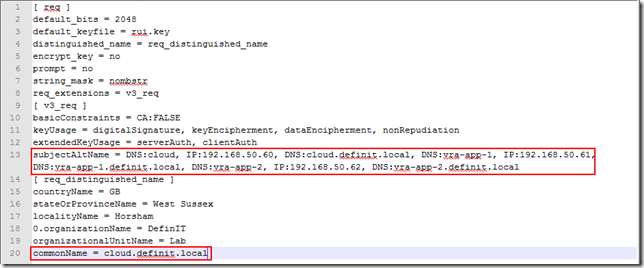 1 [ req ]
2 default_bits = 2048
3 default_keyfile = rui.key
4 distinguished_name = req_distinguished_name
5 encrypt_key = no
6 prompt = no
7 string_mask = nombstr
8 req_extensions = v3_req
9 [ v3_req ]
10 basicConstraints = CA:FALSE
11 keyUsage = digitalSignature, keyEncipherment, dataEncipherment, nonRepudiation
12 extendedKeyUsage = serverAuth, clientAuth
13 subjectAltName = DNS:cloud, IP:192.168.50.60, DNS:cloud.definit.local, DNS:vra-app-1, IP:192.168.50.61,
DNS:vra-app-1.definit.local, DNS:vra-app-2, IP:192.168.50.62, DNS:vra-app-2.definit.local
14 [ req_distinguished_name ]
15 countryName = GB
16 stateOrProvinceName = West Sussex
17 localityName = Horsham
18 0.organizationName = DefinIT
19 organizationalUnitName = Lab
20 commonName = cloud.definit.local